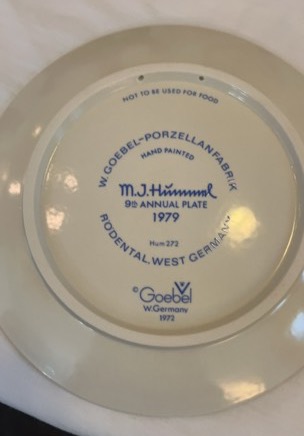 NOT TO BE USED FOR FOOD
W. GOEBEL-PORZELLANFABRIK
HAND PAINTED
M.J.Hummel
9th ANNUAL PLATE
1979
RODENTAL.WEST GERMANY
Hum 272
© Goebel
W.Germany
1972